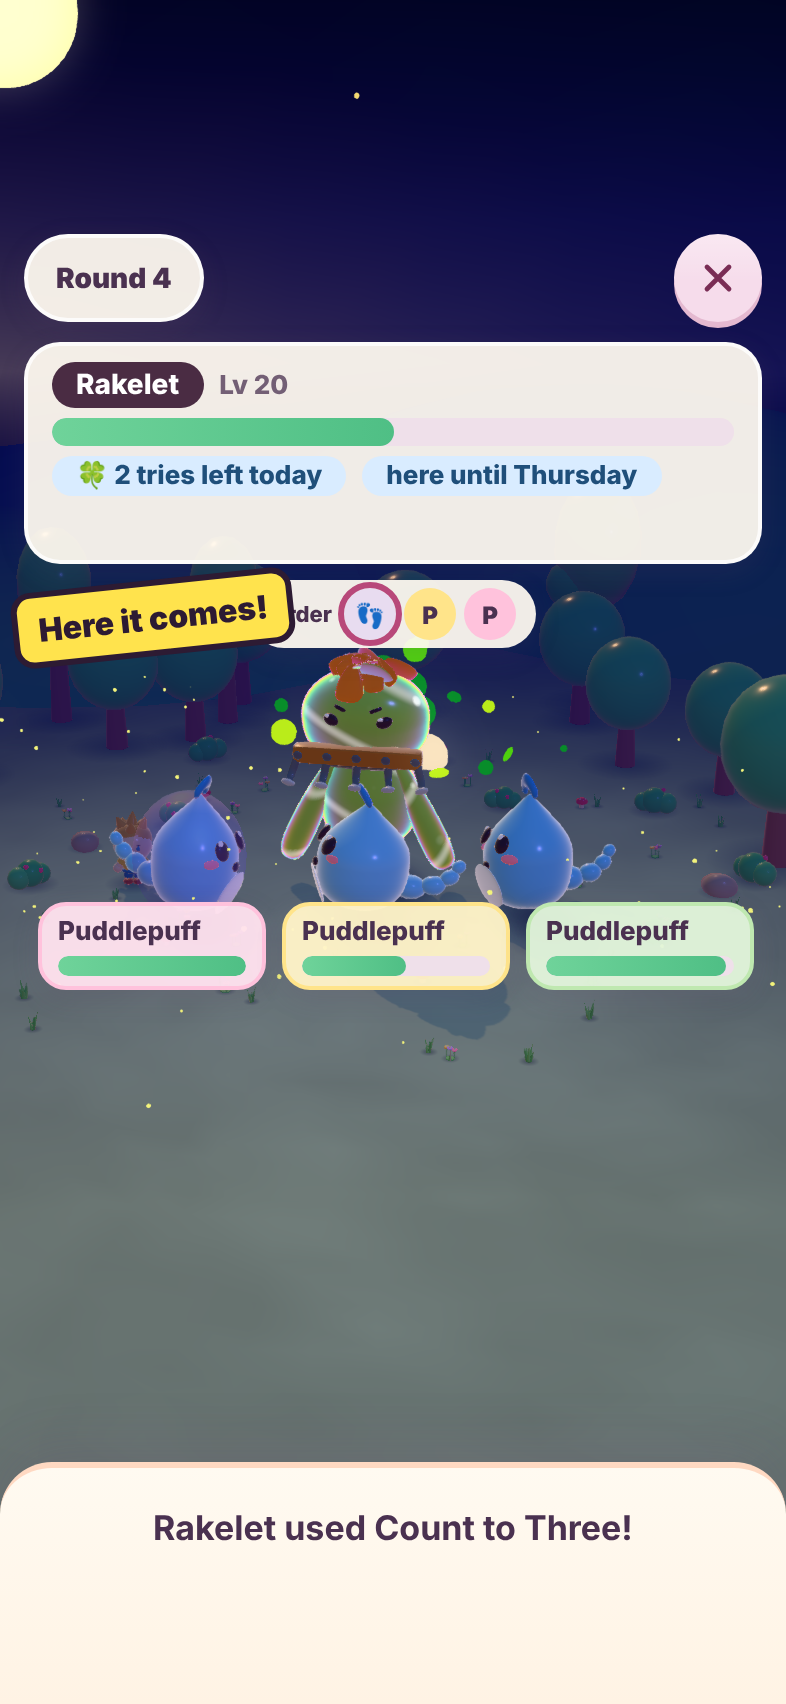 Round 4
Rakelet Lv 20
🍀 2 tries left today here until Thursday
Here it comes!
👣 P P
Puddlepuff Puddlepuff Puddlepuff
Rakelet used Count to Three!